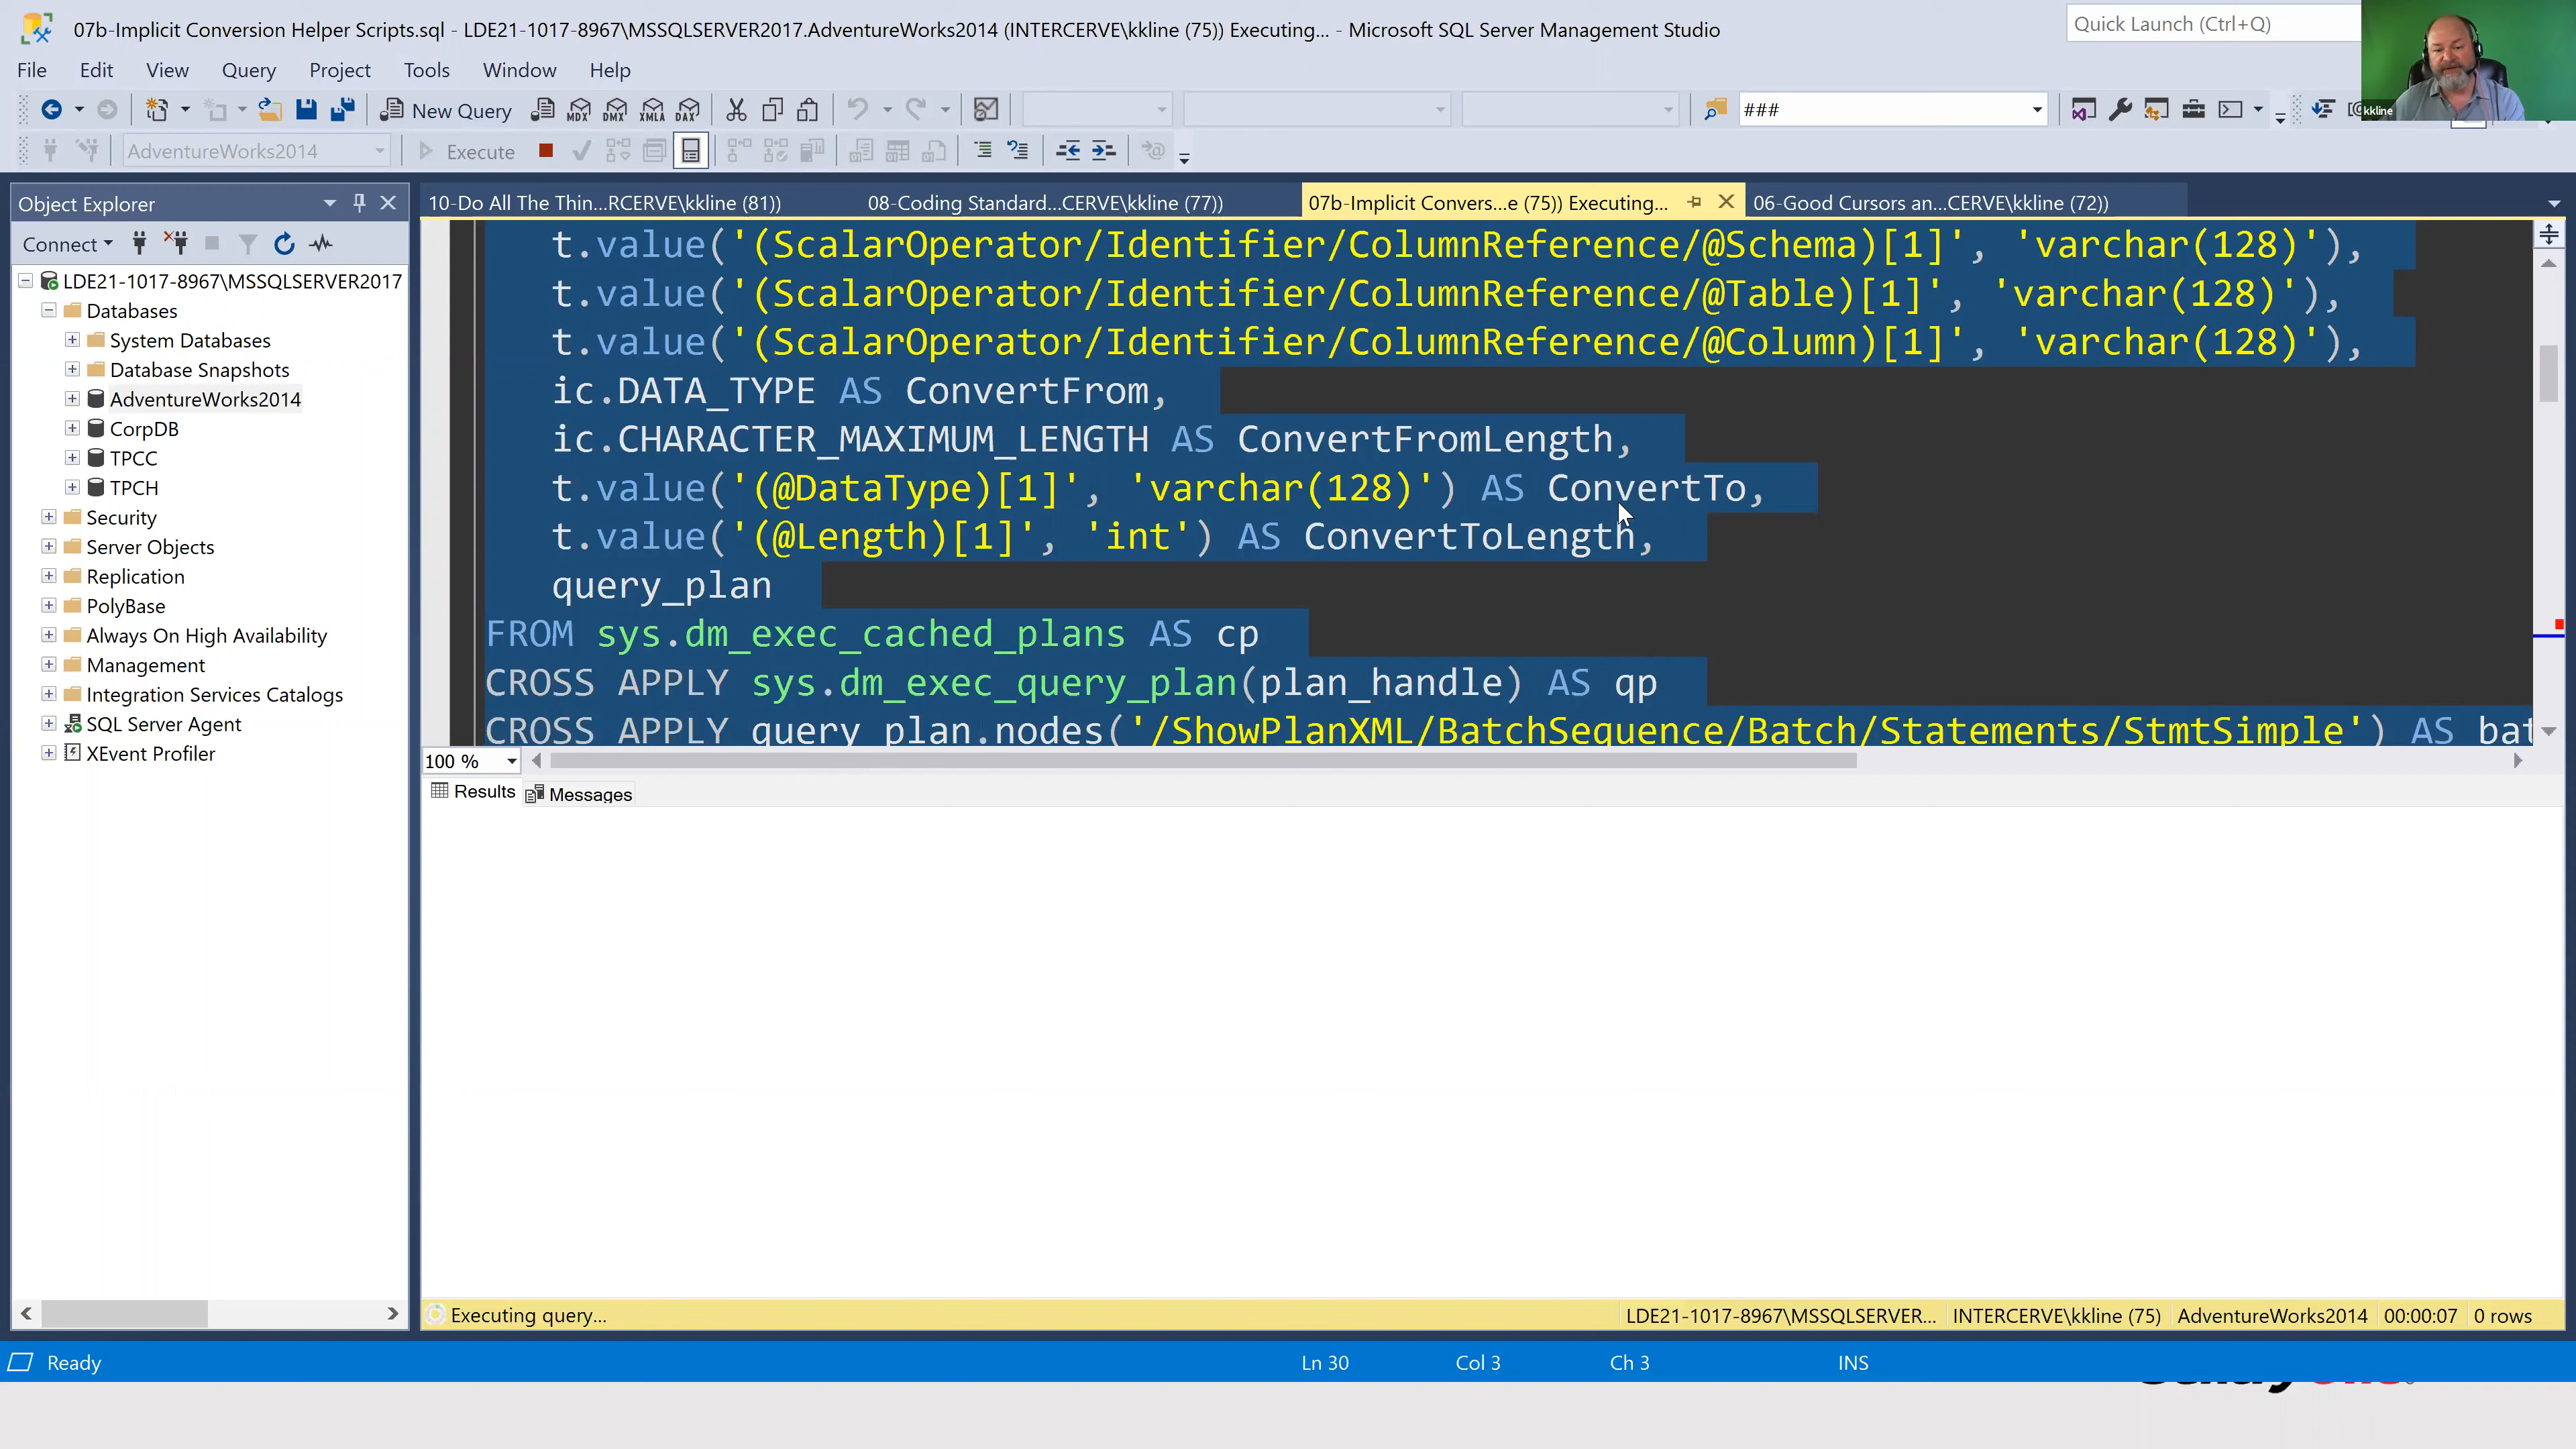 07b-Implicit Conversion Helper Scripts.sql - LDE21-1017-8967\MSSQLSERVER2017.AdventureWorks2014 (INTERCERVE\kkline (75)) Executing... - Microsoft SQL Server Management Studio
Quick Launch (Ctrl+Q)
File Edit View Query Project Tools Window Help
kkline
New Query MDX DMX XMLA DAX ###
AdventureWorks2014 Execute
Object Explorer
10-Do All The Thin...RCERVE\kkline (81))
08-Coding Standard...CERVE\kkline (77))
07b-Implicit Convers...e (75)) Executing...
06-Good Cursors an...CERVE\kkline (72))
Connect
LDE21-1017-8967\MSSQLSERVER2017
Databases
System Databases
Database Snapshots
AdventureWorks2014
CorpDB
TPCC
TPCH
Security
Server Objects
Replication
PolyBase
Always On High Availability
Management
Integration Services Catalogs
SQL Server Agent
XEvent Profiler
t.value('(ScalarOperator/Identifier/ColumnReference/@Schema)[1]', 'varchar(128)'),
t.value('(ScalarOperator/Identifier/ColumnReference/@Table)[1]', 'varchar(128)'),
t.value('(ScalarOperator/Identifier/ColumnReference/@Column)[1]', 'varchar(128)'),
ic.DATA_TYPE AS ConvertFrom,
ic.CHARACTER_MAXIMUM_LENGTH AS ConvertFromLength,
t.value('(@DataType)[1]', 'varchar(128)') AS ConvertTo,
t.value('(@Length)[1]', 'int') AS ConvertToLength,
query_plan
FROM sys.dm_exec_cached_plans AS cp
CROSS APPLY sys.dm_exec_query_plan(plan_handle) AS qp
CROSS APPLY query_plan.nodes('/ShowPlanXML/BatchSequence/Batch/Statements/StmtSimple') AS bat
100 %
Results Messages
Executing query... LDE21-1017-8967\MSSQLSERVER... INTERCERVE\kkline (75) AdventureWorks2014 00:00:07 0 rows
Ready Ln 30 Col 3 Ch 3 INS